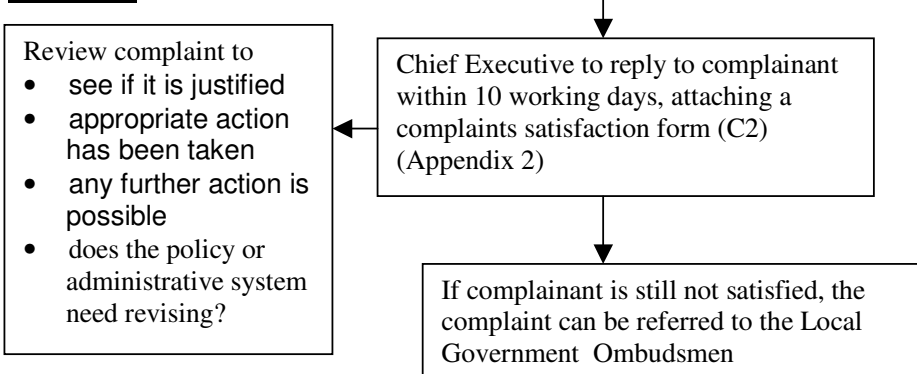 Review complaint to
• see if it is justified
• appropriate action
has been taken
• any further action is
possible
• does the policy or
administrative system
need revising?
Chief Executive to reply to complainant
within 10 working days, attaching a
complaints satisfaction form (C2)
(Appendix 2)
If complainant is still not satisfied, the
complaint can be referred to the Local
Government Ombudsmen